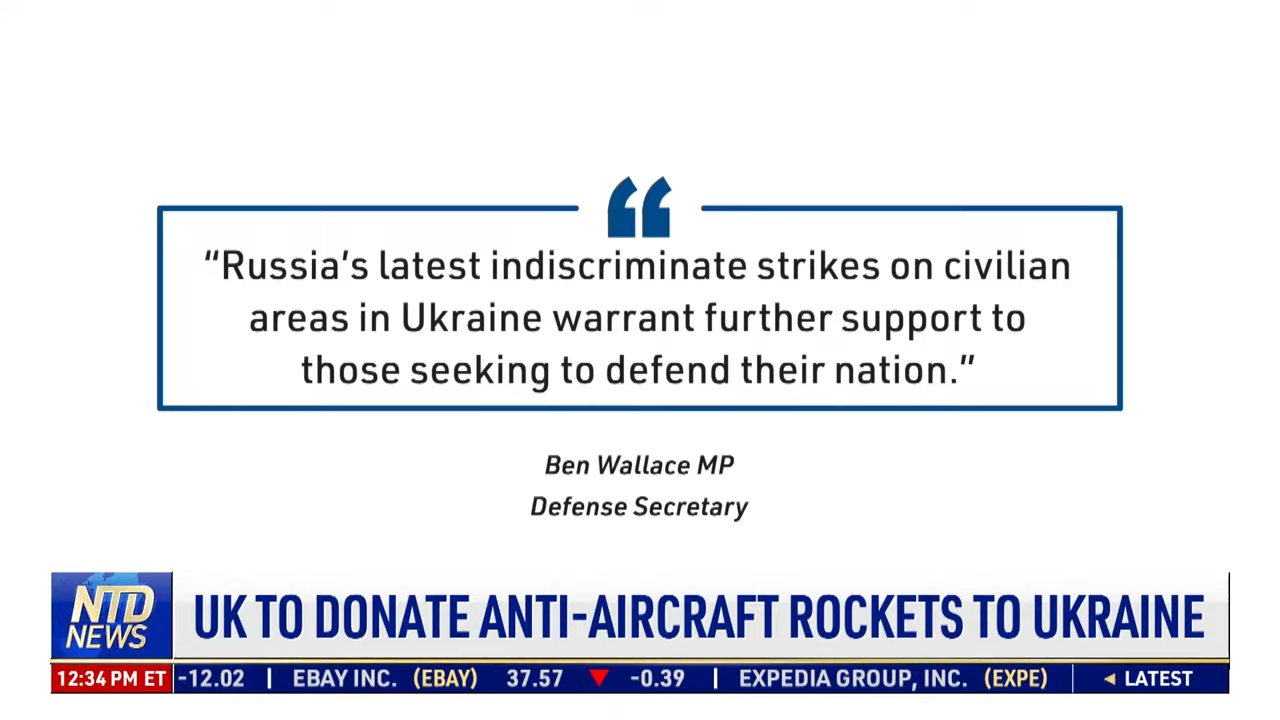 “Russia’s latest indiscriminate strikes on civilian
areas in Ukraine warrant further support to
those seeking to defend their nation.”
Ben Wallace MP
Defense Secretary
NTD
NEWS
UK TO DONATE ANTI-AIRCRAFT ROCKETS TO UKRAINE
12:34 PM ET -12.02 | EBAY INC. (EBAY) 37.57 ▼ -0.39 | EXPEDIA GROUP, INC. (EXPE) ◄ LATEST